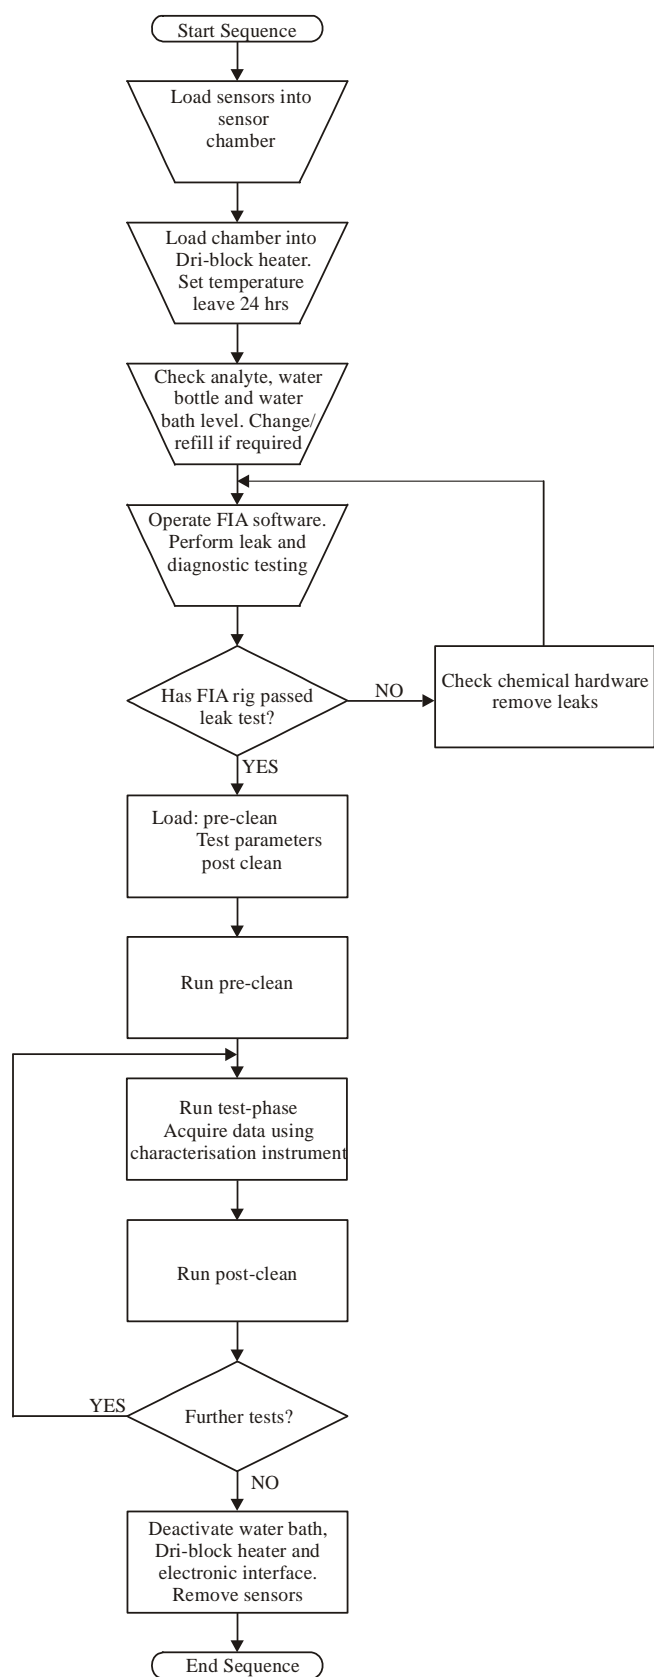 Start Sequence
Load sensors into
sensor
chamber
Load chamber into
Dri-block heater.
Set temperature
leave 24 hrs
Check analyte, water
bottle and water
bath level. Change/
refill if required
Operate FIA software.
Perform leak and
diagnostic testing
Has FIA rig passed
leak test?
NO
Check chemical hardware
remove leaks
YES
Load: pre-clean
Test parameters
post clean
Run pre-clean
Run test-phase
Acquire data using
characterisation instrument
Run post-clean
YES
Further tests?
NO
Deactivate water bath,
Dri-block heater and
electronic interface.
Remove sensors
End Sequence